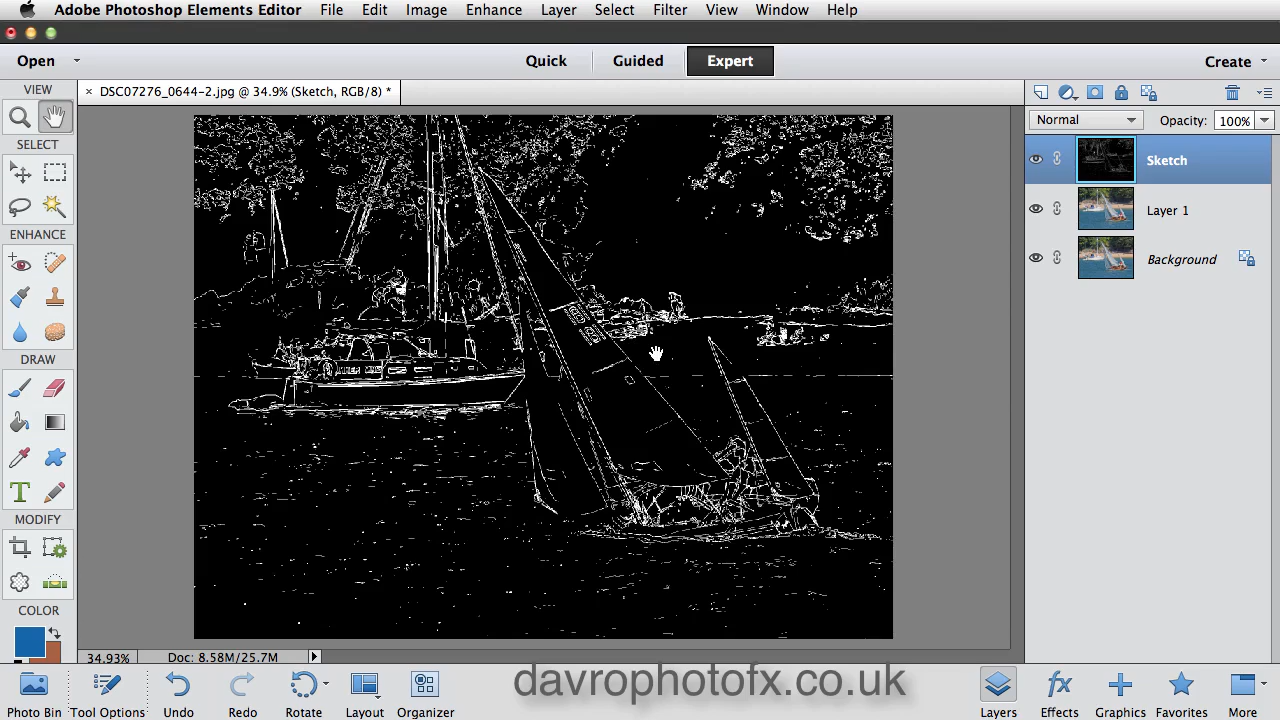 Adobe Photoshop Elements Editor File Edit Image Enhance Layer Select Filter View Window Help
Open Quick Guided Expert Create
VIEW DSC07276_0644-2.jpg @ 34.9% (Sketch, RGB/8) *
Normal Opacity: 100%
SELECT
Sketch
Layer 1
ENHANCE
Background
DRAW
MODIFY
COLOR
34.93% Doc: 8.58M/25.7M
davrophotofx.co.uk
Photo Bin Tool Options Undo Redo Rotate Layout Organizer Layers Effects Graphics Favorites More